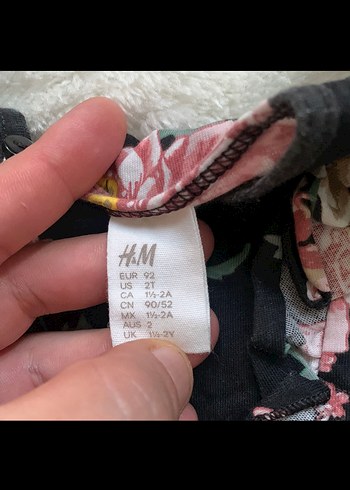 H&M
EUR 92
US 2T
CA 1½-2A
CN 90/52
MX 1½-2A
AUS 2
UK 1½-2Y